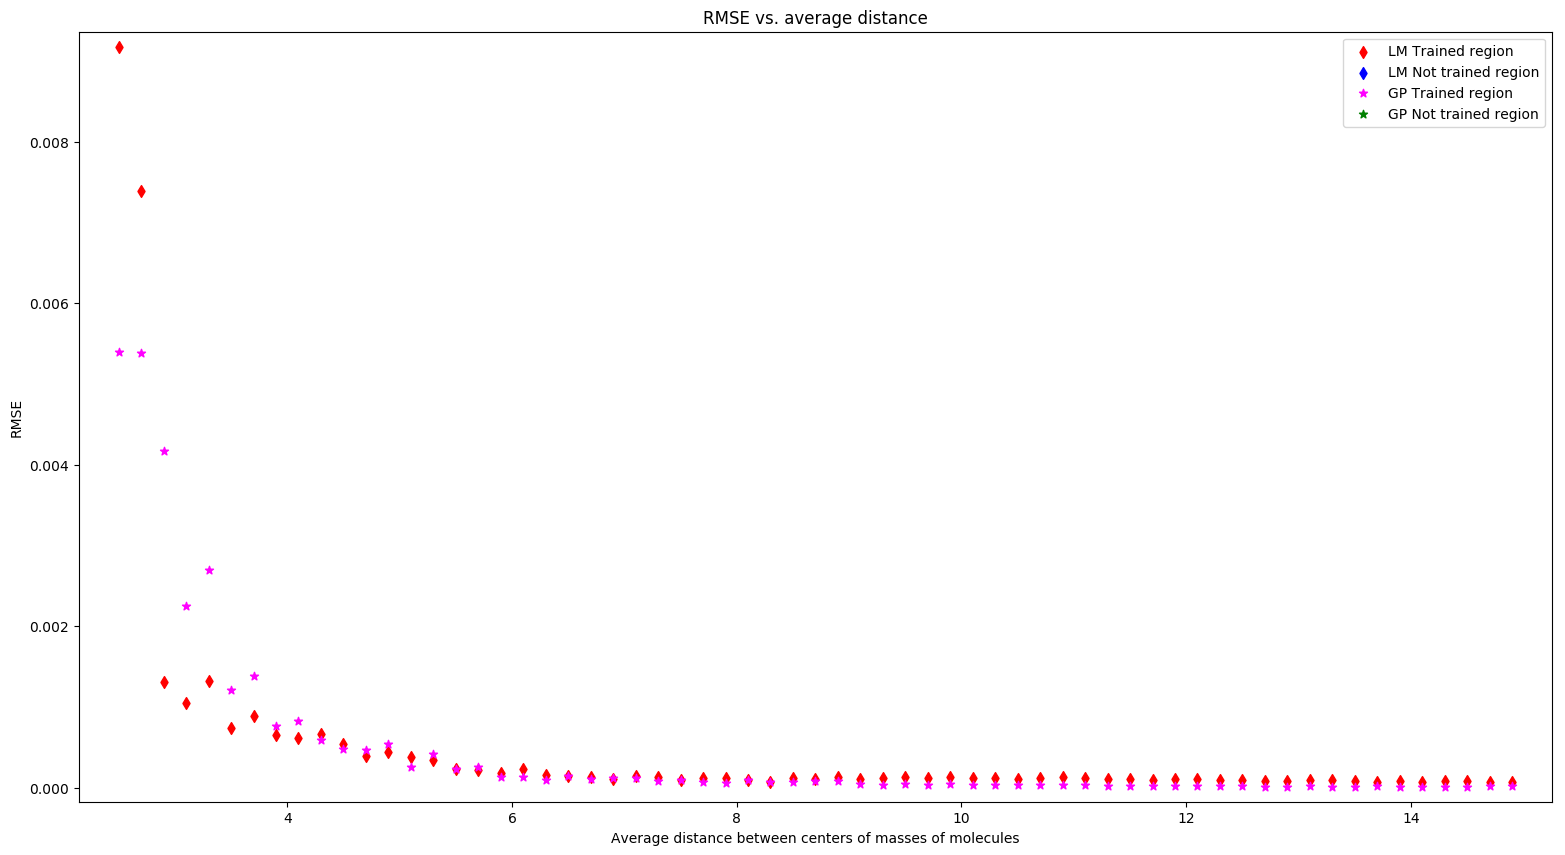 RMSE vs. average distance
LM Trained region
LM Not trained region
GP Trained region
GP Not trained region
0.008
0.006
0.004
0.002
0.000
RMSE
4 6 8 10 12 14
Average distance between centers of masses of molecules